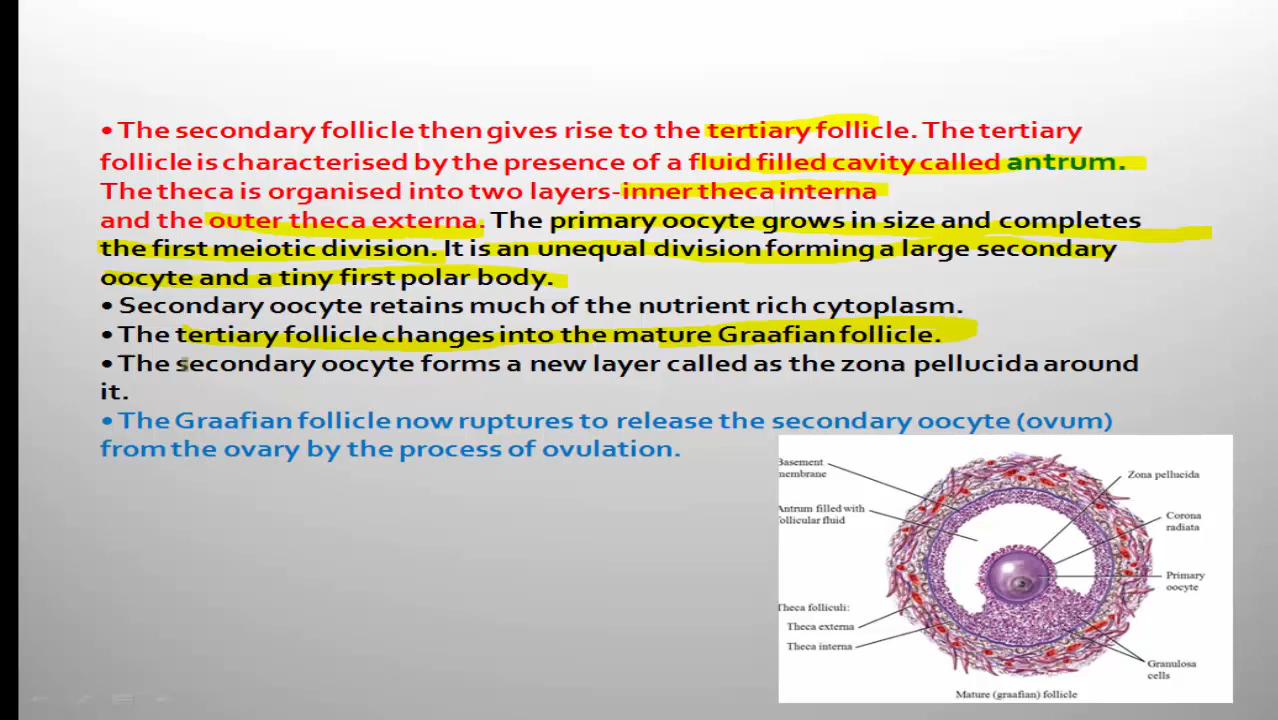 • The secondary follicle then gives rise to the tertiary follicle. The tertiary
follicle is characterised by the presence of a fluid filled cavity called antrum.
The theca is organised into two layers-inner theca interna
and the outer theca externa. The primary oocyte grows in size and completes
the first meiotic division. It is an unequal division forming a large secondary
oocyte and a tiny first polar body.
• Secondary oocyte retains much of the nutrient rich cytoplasm.
• The tertiary follicle changes into the mature Graafian follicle.
• The secondary oocyte forms a new layer called as the zona pellucida around
it.
• The Graafian follicle now ruptures to release the secondary oocyte (ovum)
from the ovary by the process of ovulation.
Basement
membrane
Antrum filled with
follicular fluid
Theca folliculi:
Theca externa
Theca interna
Zona pellucida
Corona
radiata
Primary
oocyte
Granulosa
cells
Mature (graafian) follicle